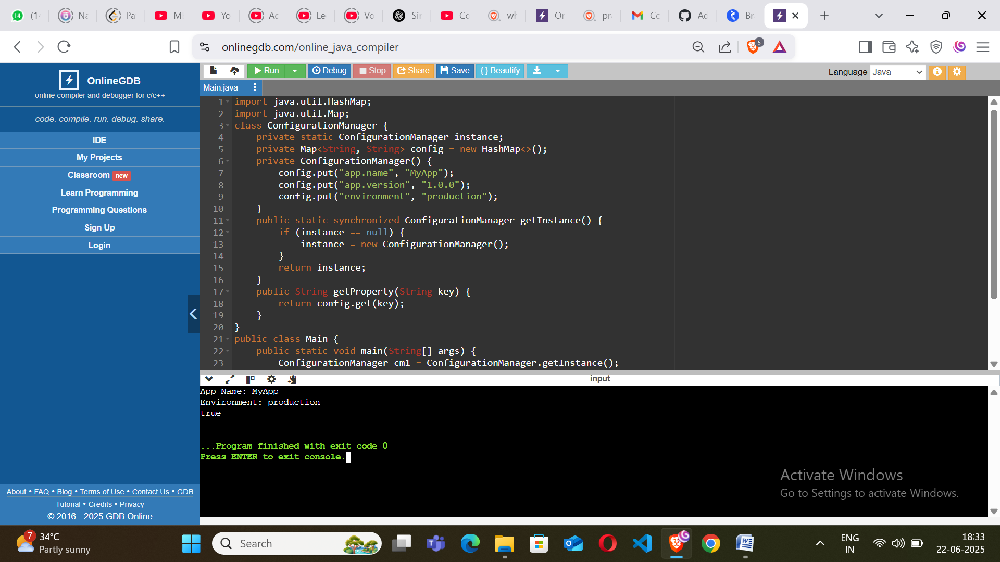 14
(14
Na
Pa
MI
Yo
Ac
Le
Vo
Sir
Co
wh
Or
pra
Co
Ac
Br
onlinegdb.com/online_java_compiler
5
OnlineGDB
online compiler and debugger for c/c++
code. compile. run. debug. share.
IDE
My Projects
Classroom new
Learn Programming
Programming Questions
Sign Up
Login
About • FAQ • Blog • Terms of Use • Contact Us • GDB
Tutorial • Credits • Privacy
© 2016 - 2025 GDB Online
Run
Debug
Stop
Share
Save
{ } Beautify
Language Java
Main.java
1 import java.util.HashMap;
2 import java.util.Map;
3 class ConfigurationManager {
4     private static ConfigurationManager instance;
5     private Map<String, String> config = new HashMap<>();
6     private ConfigurationManager() {
7         config.put("app.name", "MyApp");
8         config.put("app.version", "1.0.0");
9         config.put("environment", "production");
10     }
11     public static synchronized ConfigurationManager getInstance() {
12         if (instance == null) {
13             instance = new ConfigurationManager();
14         }
15         return instance;
16     }
17     public String getProperty(String key) {
18         return config.get(key);
19     }
20 }
21 public class Main {
22     public static void main(String[] args) {
23         ConfigurationManager cm1 = ConfigurationManager.getInstance();
input
App Name: MyApp
Environment: production
true
...Program finished with exit code 0
Press ENTER to exit console.
Activate Windows
Go to Settings to activate Windows.
7
34°C
Partly sunny
Search
ENG
IN
18:33
22-06-2025